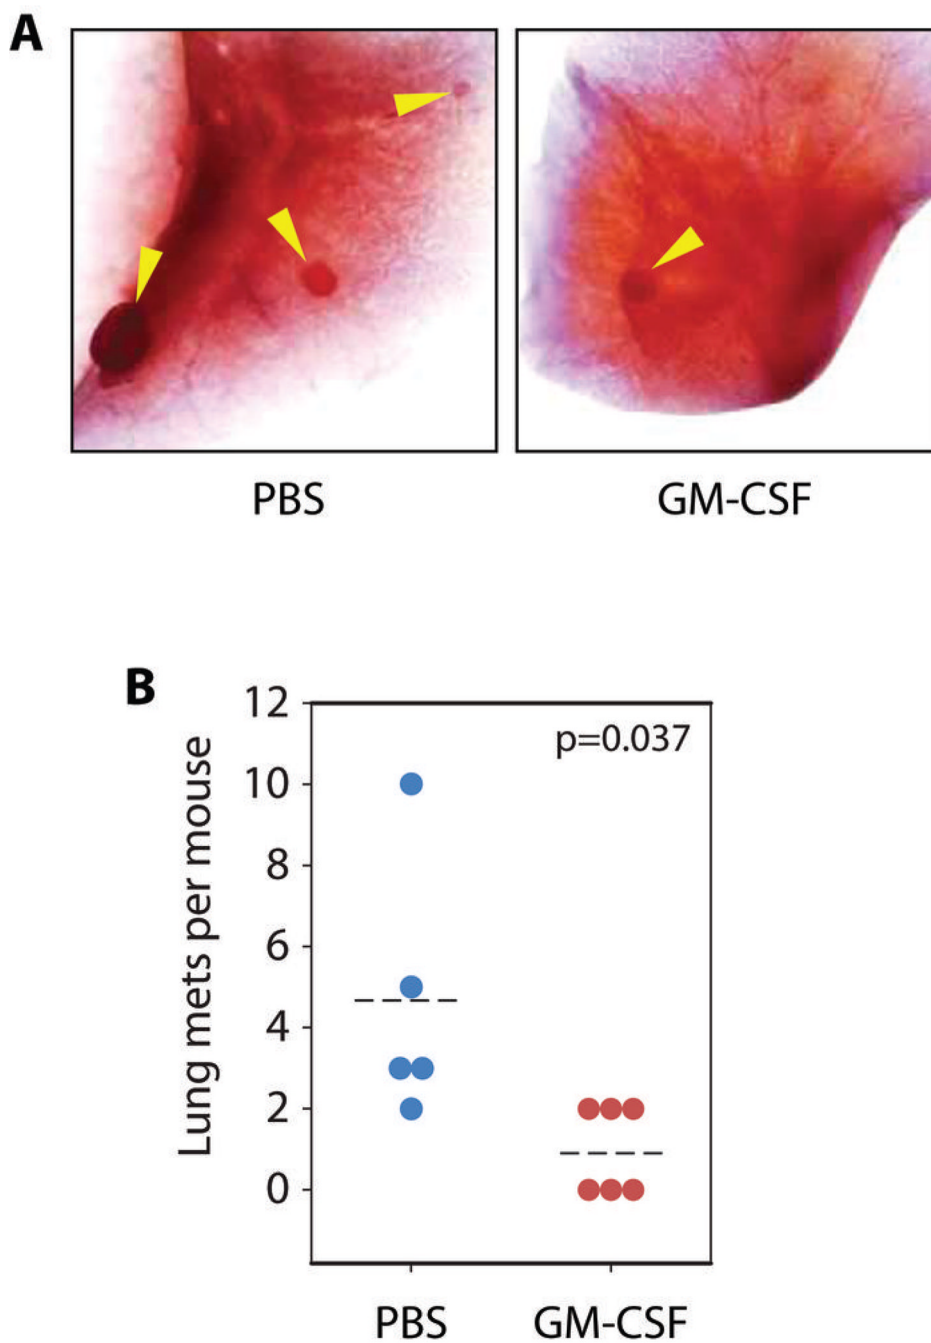 A
PBS
GM-CSF
B
Lung mets per mouse
12
10
8
6
4
2
0
p=0.037
PBS
GM-CSF